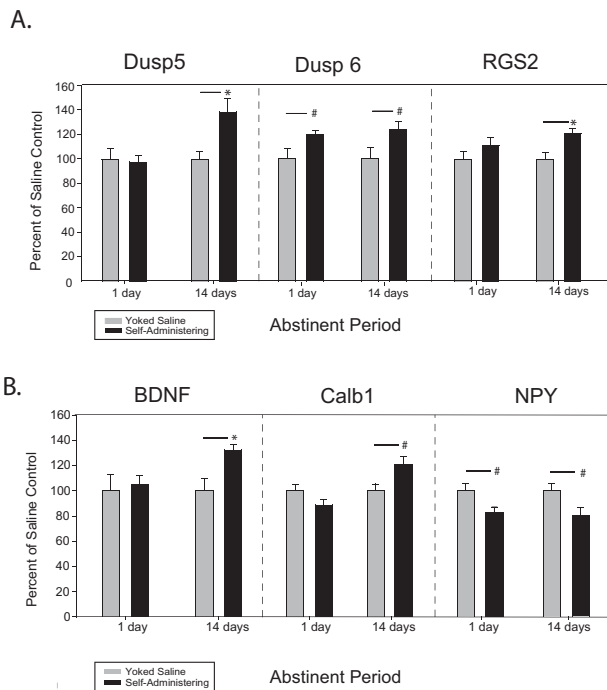 A.
Dusp5 Dusp 6 RGS2
Percent of Saline Control
160
140
120
100
80
60
40
20
0
* # # *
1 day 14 days 1 day 14 days 1 day 14 days
Yoked Saline
Self-Administering
Abstinent Period
B.
BDNF Calb1 NPY
Percent of Saline Control
160
140
120
100
80
60
40
20
0
* # # #
1 day 14 days 1 day 14 days 1 day 14 days
Yoked Saline
Self-Administering
Abstinent Period